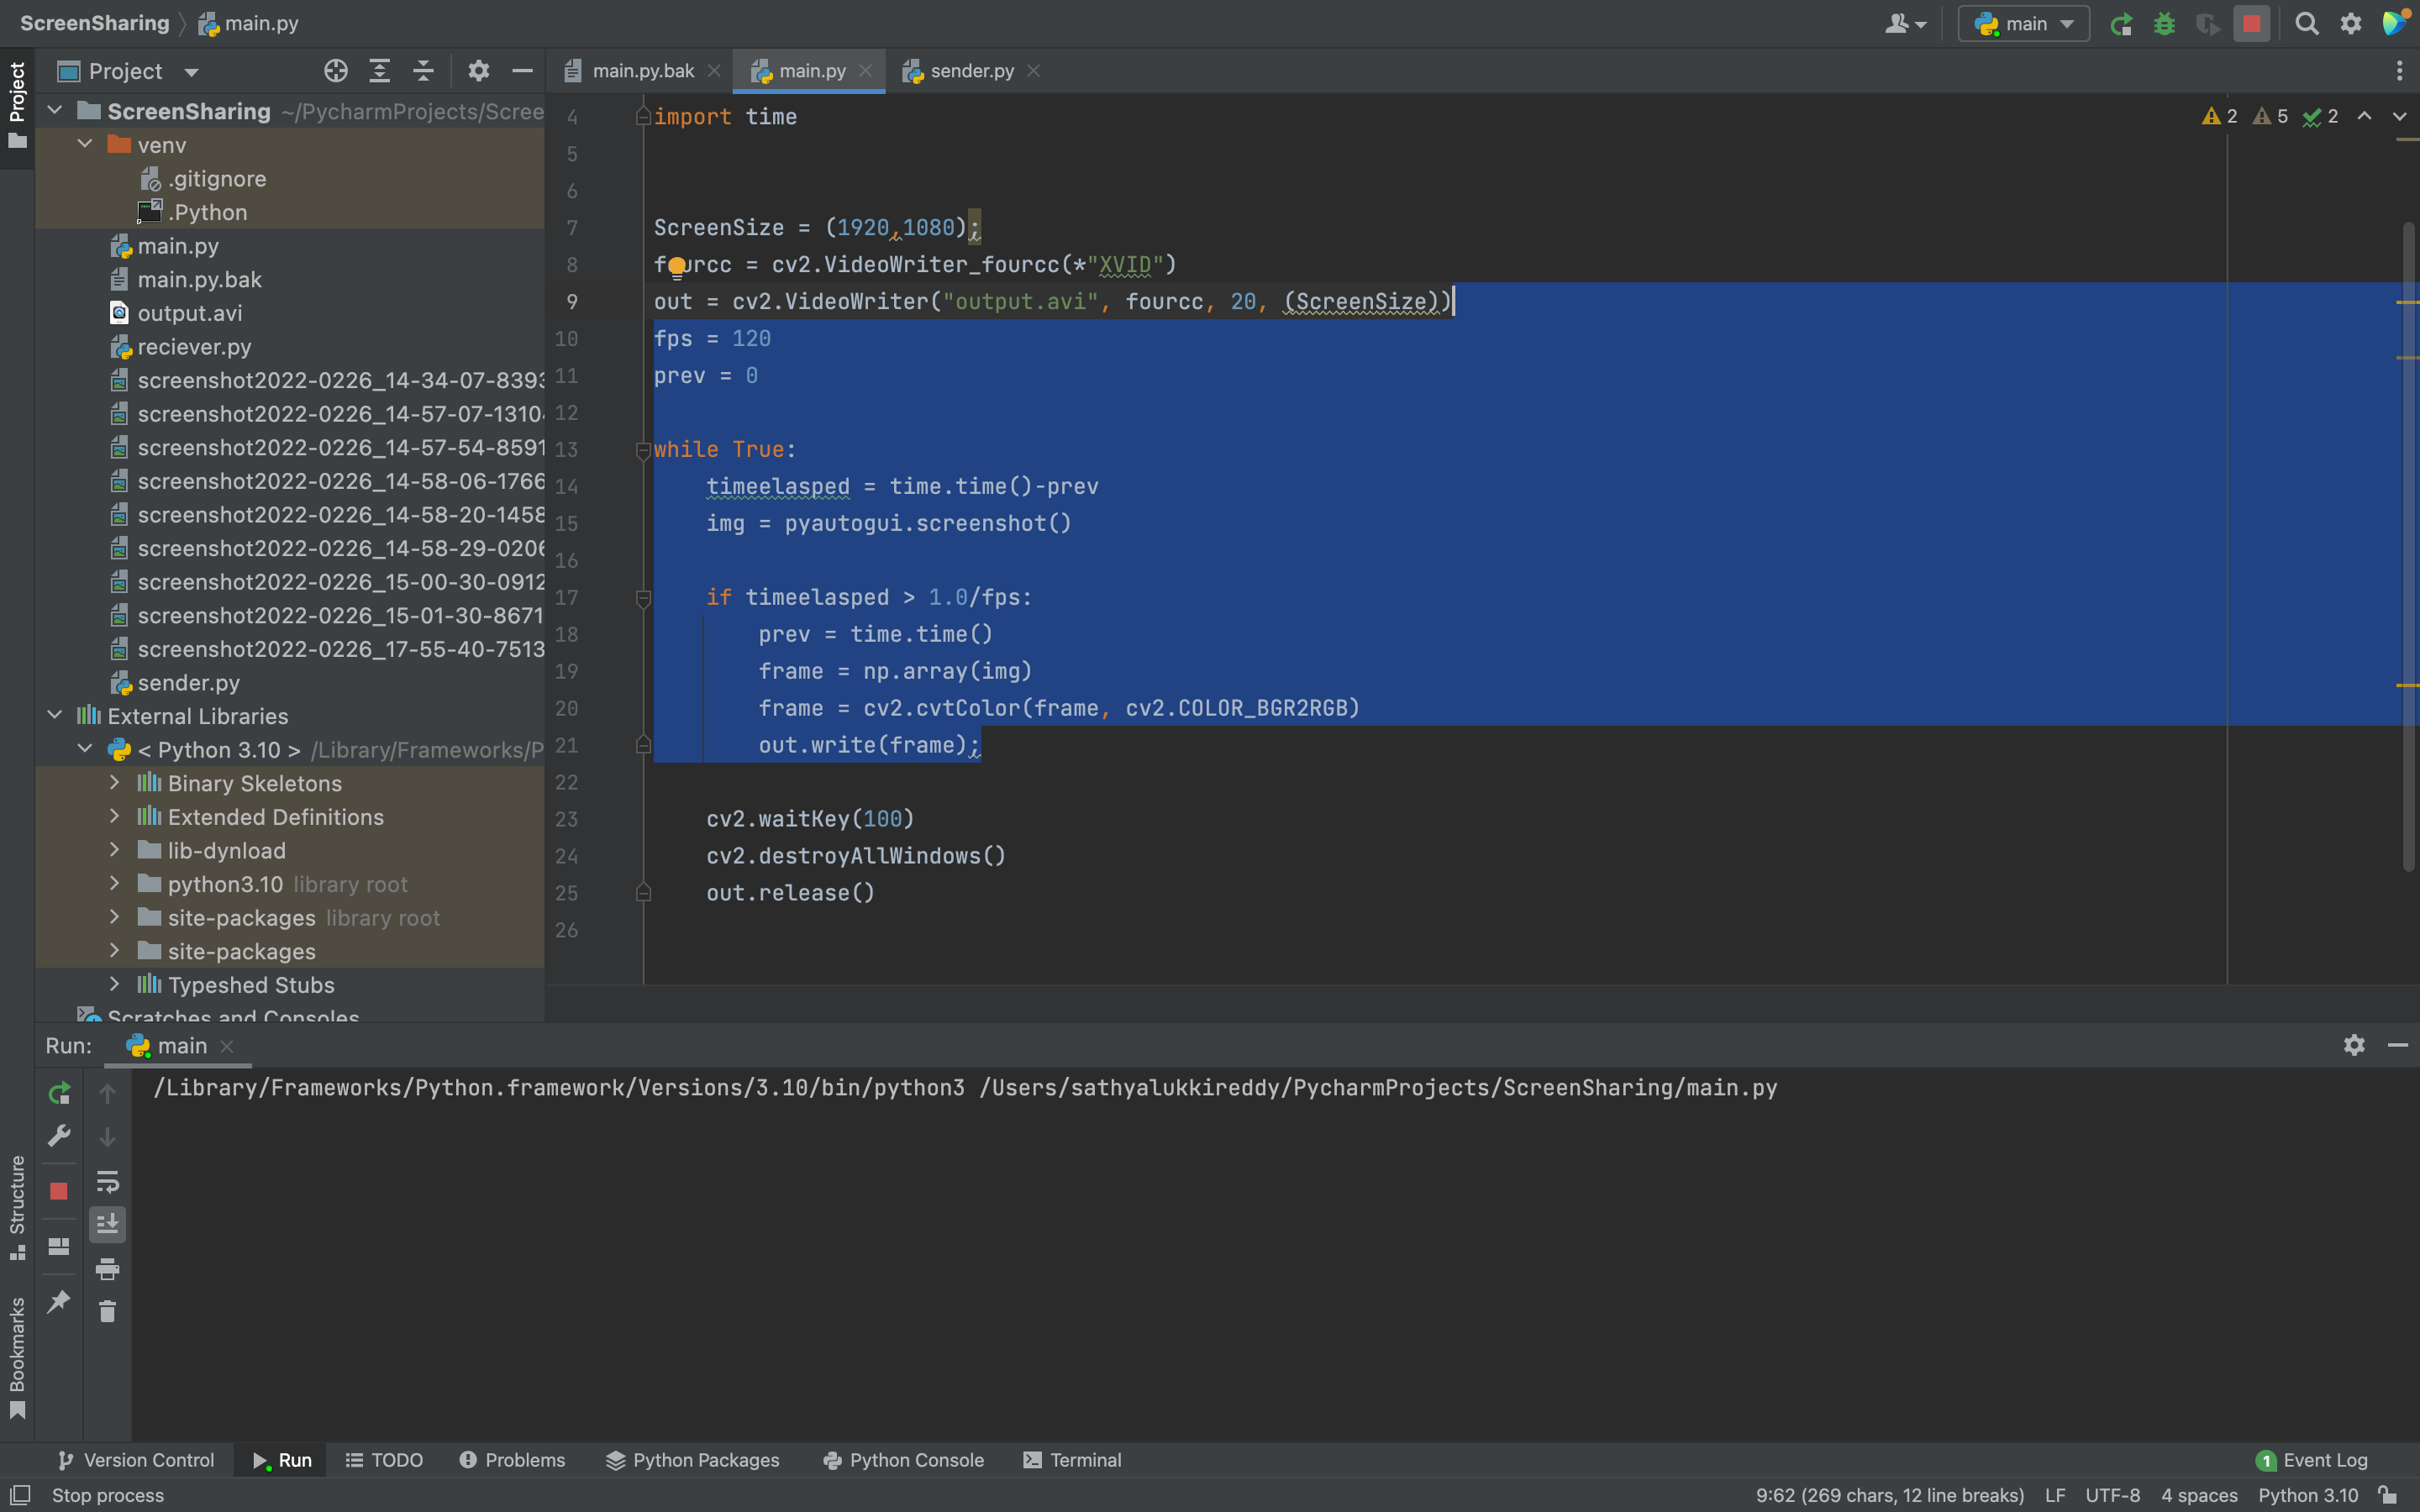 ScreenSharing main.py
main
Project
main.py.bak
main.py
sender.py
Project
ScreenSharing ~/PycharmProjects/Scree
venv
.gitignore
.Python
main.py
main.py.bak
output.avi
reciever.py
screenshot2022-0226_14-34-07-8393
screenshot2022-0226_14-57-07-1310
screenshot2022-0226_14-57-54-8591
screenshot2022-0226_14-58-06-1766
screenshot2022-0226_14-58-20-1458
screenshot2022-0226_14-58-29-0206
screenshot2022-0226_15-00-30-0912
screenshot2022-0226_15-01-30-8671
screenshot2022-0226_17-55-40-7513
sender.py
External Libraries
< Python 3.10 > /Library/Frameworks/P
Binary Skeletons
Extended Definitions
lib-dynload
python3.10 library root
site-packages library root
site-packages
Typeshed Stubs
Scratches and Consoles
2 5 2
4 import time
5
6
7 ScreenSize = (1920,1080);
8 fourcc = cv2.VideoWriter_fourcc(*"XVID")
9 out = cv2.VideoWriter("output.avi", fourcc, 20, (ScreenSize))
10 fps = 120
11 prev = 0
12
13 while True:
14 timeelasped = time.time()-prev
15 img = pyautogui.screenshot()
16
17 if timeelasped > 1.0/fps:
18 prev = time.time()
19 frame = np.array(img)
20 frame = cv2.cvtColor(frame, cv2.COLOR_BGR2RGB)
21 out.write(frame);
22
23 cv2.waitKey(100)
24 cv2.destroyAllWindows()
25 out.release()
26
Run: main
/Library/Frameworks/Python.framework/Versions/3.10/bin/python3 /Users/sathyalukkireddy/PycharmProjects/ScreenSharing/main.py
Structure
Bookmarks
Version Control Run TODO Problems Python Packages Python Console Terminal 1 Event Log
Stop process 9:62 (269 chars, 12 line breaks) LF UTF-8 4 spaces Python 3.10